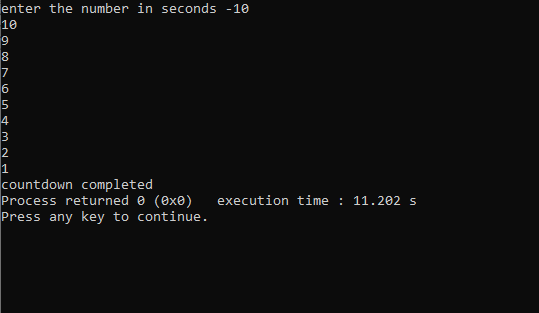 enter the number in seconds -10
10
9
8
7
6
5
4
3
2
1
countdown completed
Process returned 0 (0x0)   execution time : 11.202 s
Press any key to continue.